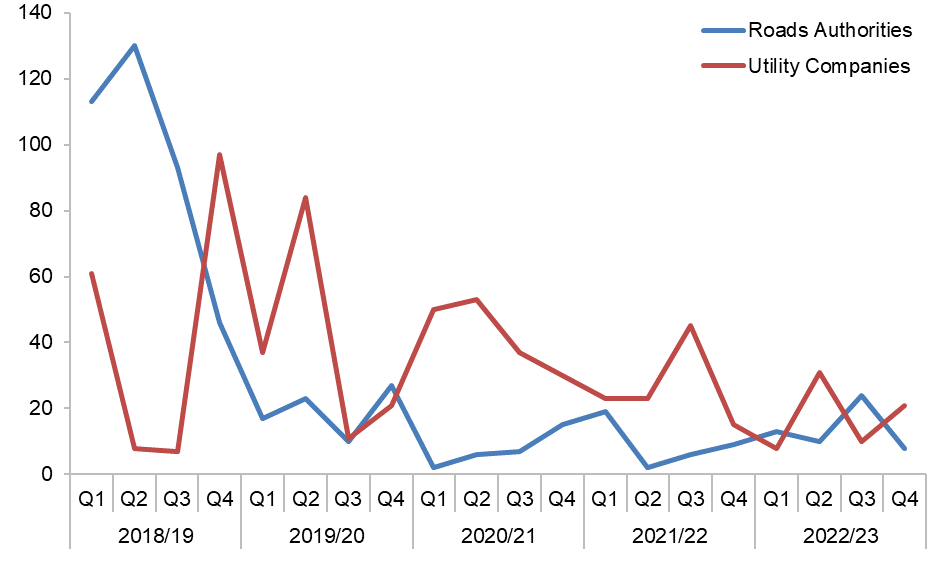 140
120
100
80
60
40
20
0
Roads Authorities
Utility Companies
Q1 Q2 Q3 Q4 Q1 Q2 Q3 Q4 Q1 Q2 Q3 Q4 Q1 Q2 Q3 Q4 Q1 Q2 Q3 Q4
2018/19 2019/20 2020/21 2021/22 2022/23